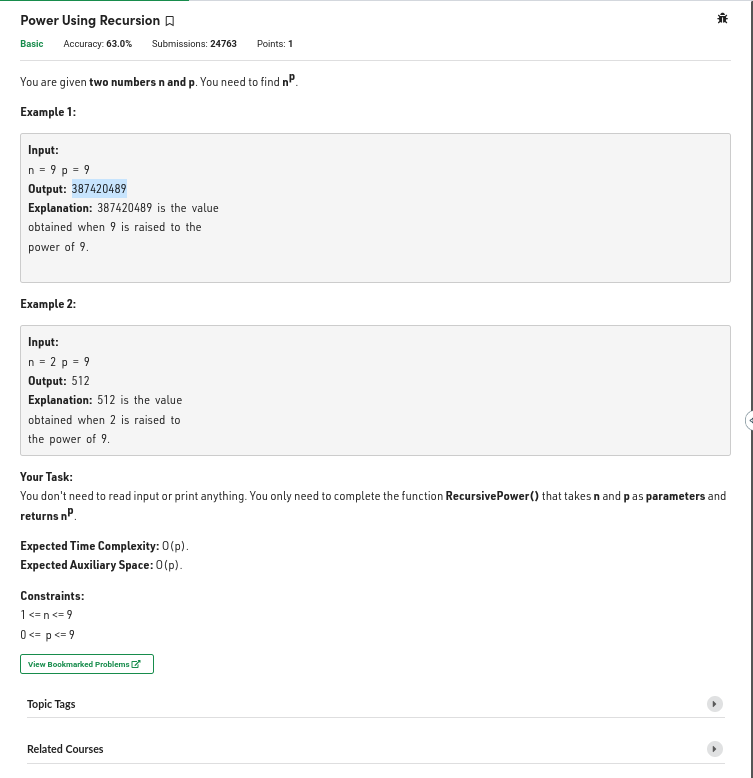 Power Using Recursion
Basic Accuracy: 63.0% Submissions: 24763 Points: 1
You are given two numbers n and p. You need to find nᵖ.
Example 1:
Input:
n = 9 p = 9
Output: 387420489
Explanation: 387420489 is the value
obtained when 9 is raised to the
power of 9.
Example 2:
Input:
n = 2 p = 9
Output: 512
Explanation: 512 is the value
obtained when 2 is raised to
the power of 9.
Your Task:
You don't need to read input or print anything. You only need to complete the function RecursivePower() that takes n and p as parameters and
returns nᵖ.
Expected Time Complexity: O(p).
Expected Auxiliary Space: O(p).
Constraints:
1 <= n <= 9
0 <= p <= 9
View Bookmarked Problems
Topic Tags
Related Courses